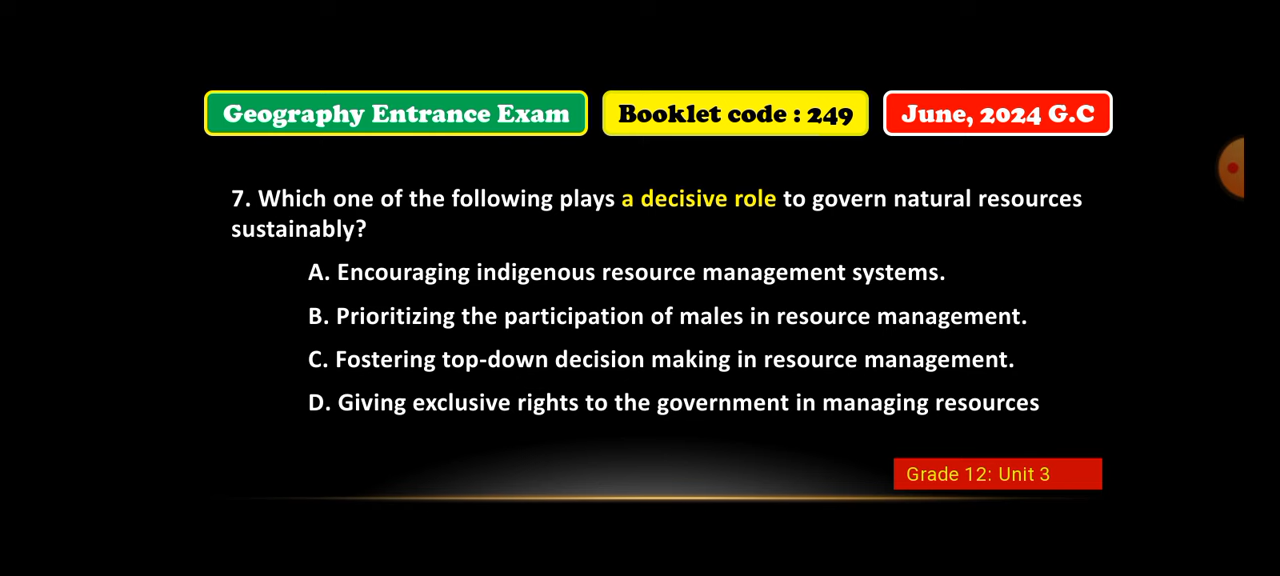 Geography Entrance Exam
Booklet code : 249
June, 2024 G.C
7. Which one of the following plays a decisive role to govern natural resources
sustainably?
A. Encouraging indigenous resource management systems.
B. Prioritizing the participation of males in resource management.
C. Fostering top-down decision making in resource management.
D. Giving exclusive rights to the government in managing resources
Grade 12: Unit 3